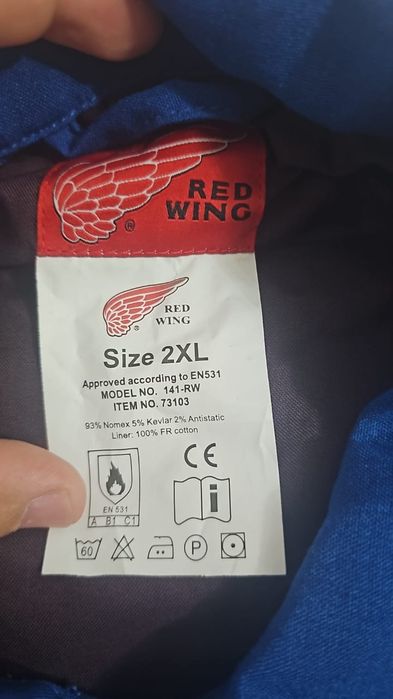 RED
WING
®
RED
WING
®
Size 2XL
Approved according to EN531
MODEL NO. 141-RW
ITEM NO. 73103
93% Nomex 5% Kevlar 2% Antistatic
Liner: 100% FR cotton
CE
i
EN 531
A B1 C1
60
P